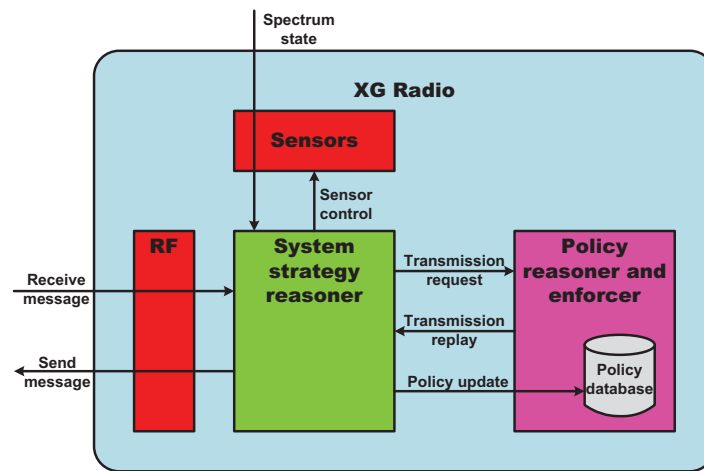 Spectrum
state
XG Radio
Sensors
Sensor
control
RF
System
strategy
reasoner
Policy
reasoner and
enforcer
Receive
message
Transmission
request
Transmission
replay
Send
message
Policy update
Policy
database